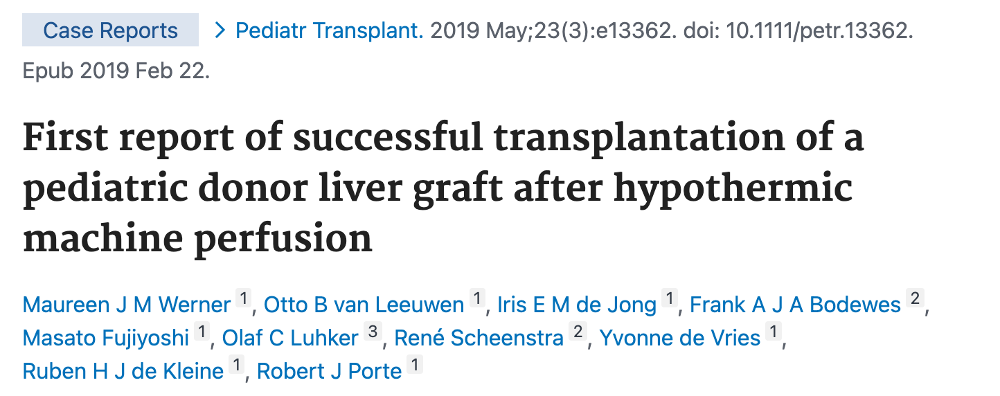 Case Reports > Pediatr Transplant. 2019 May;23(3):e13362. doi: 10.1111/petr.13362.
Epub 2019 Feb 22.
First report of successful transplantation of a
pediatric donor liver graft after hypothermic
machine perfusion
Maureen J M Werner 1, Otto B van Leeuwen 1, Iris E M de Jong 1, Frank A J A Bodewes 2,
Masato Fujiyoshi 1, Olaf C Luhker 3, René Scheenstra 2, Yvonne de Vries 1,
Ruben H J de Kleine 1, Robert J Porte 1